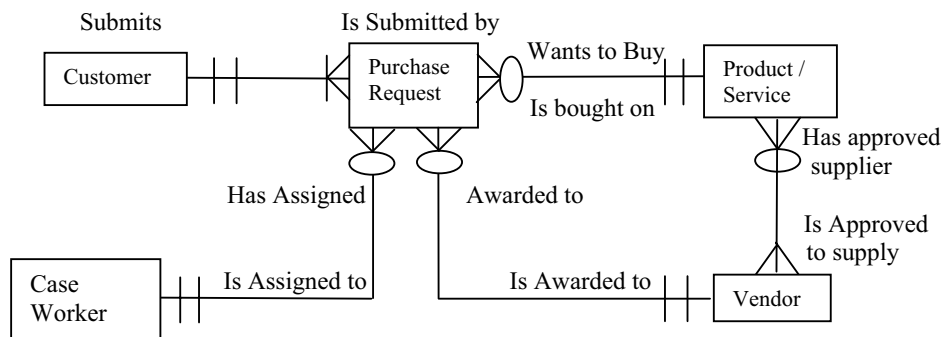 Submits
Is Submitted by
Customer
Purchase
Request
Wants to Buy
Is bought on
Product /
Service
Has approved
supplier
Has Assigned
Awarded to
Is Approved
to supply
Case
Worker
Is Assigned to
Is Awarded to
Vendor